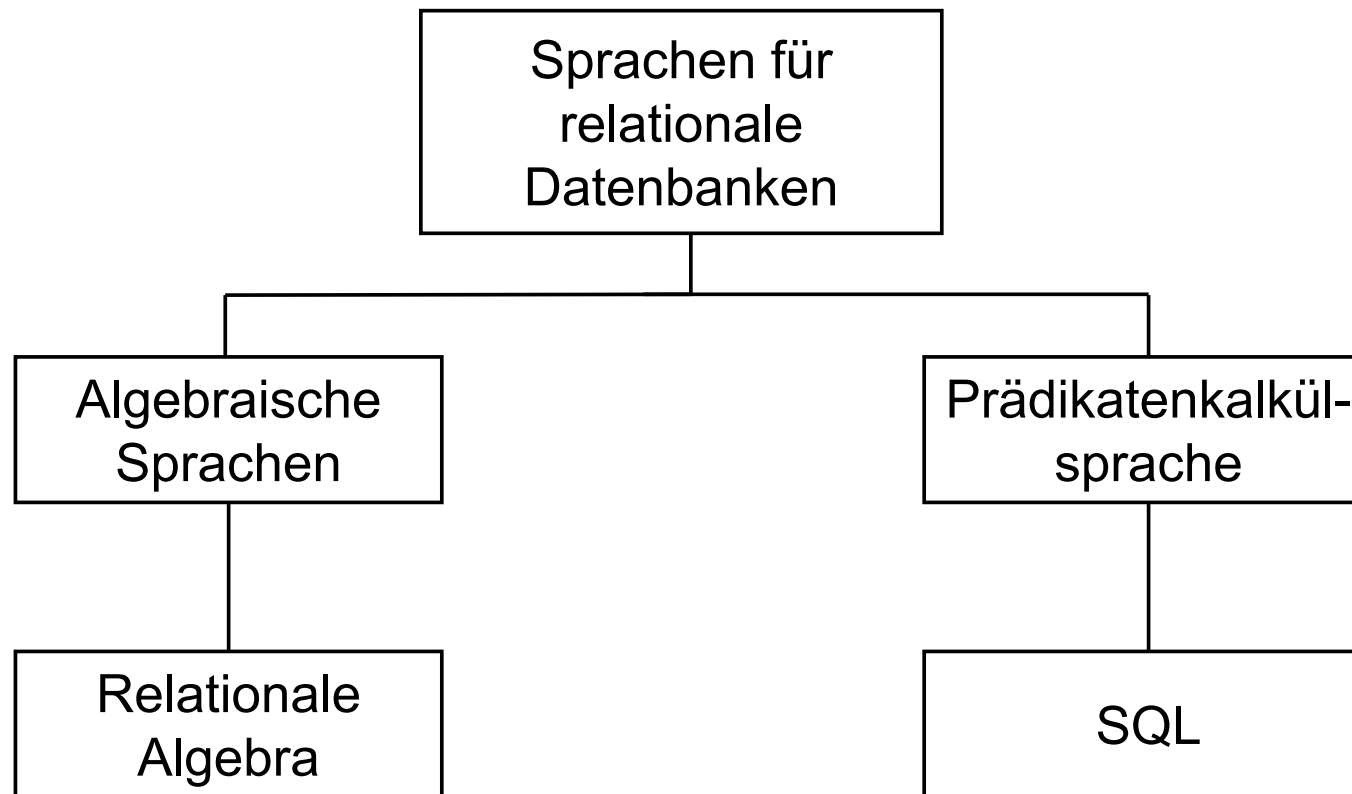 Sprachen für
relationale
Datenbanken
Algebraische
Sprachen
Prädikatenkalkül-
sprache
Relationale
Algebra
SQL